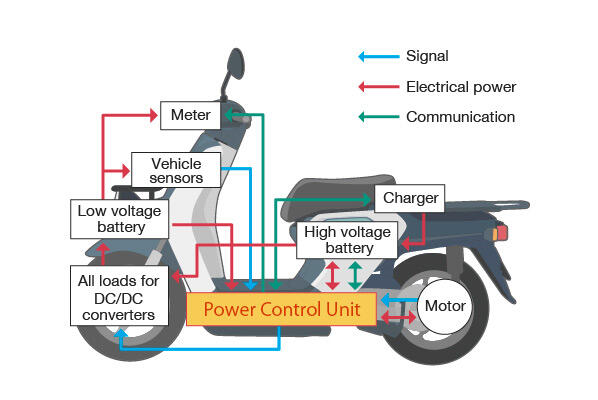 Signal
Electrical power
Communication
Meter
Vehicle
sensors
Charger
Low voltage
battery
High voltage
battery
All loads for
DC/DC
converters
Power Control Unit
Motor